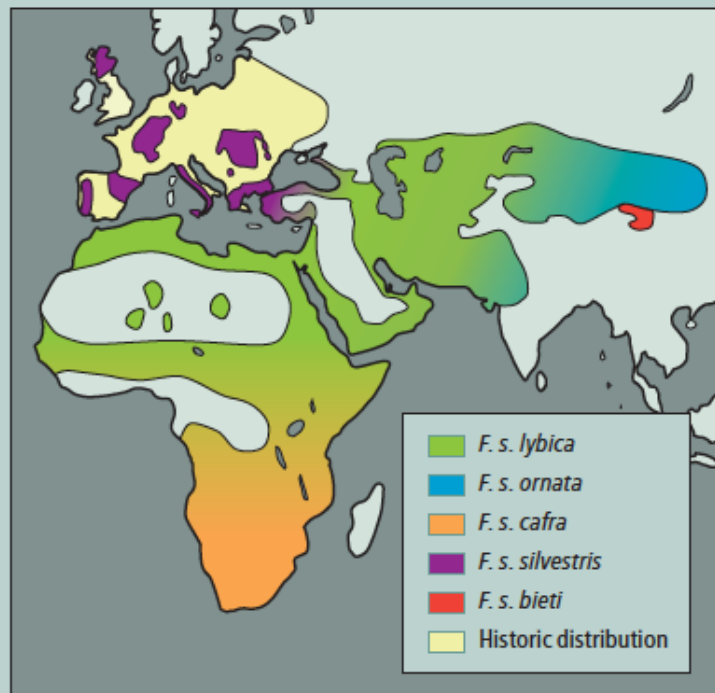 F. s. lybica
F. s. ornata
F. s. cafra
F. s. silvestris
F. s. bieti
Historic distribution